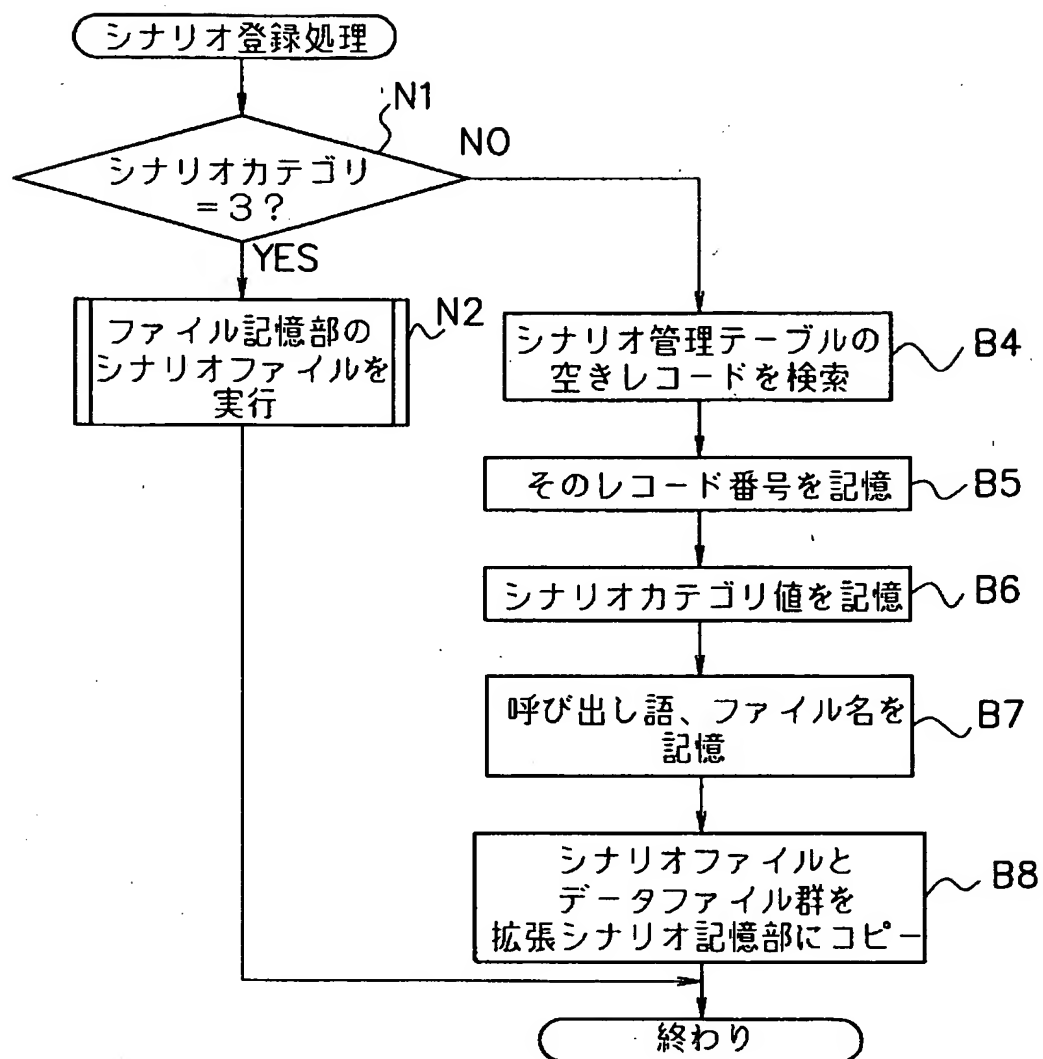 シナリオ登録処理
N1
NO
シナリオカテゴリ
=3?
YES
ファイル記憶部の
シナリオファイルを
実行
N2
シナリオ管理テーブルの
空きレコードを検索
B4
そのレコード番号を記憶
B5
シナリオカテゴリ値を記憶
B6
呼び出し語、ファイル名を
記憶
B7
シナリオファイルと
データファイル群を
拡張シナリオ記憶部にコピー
B8
終わり